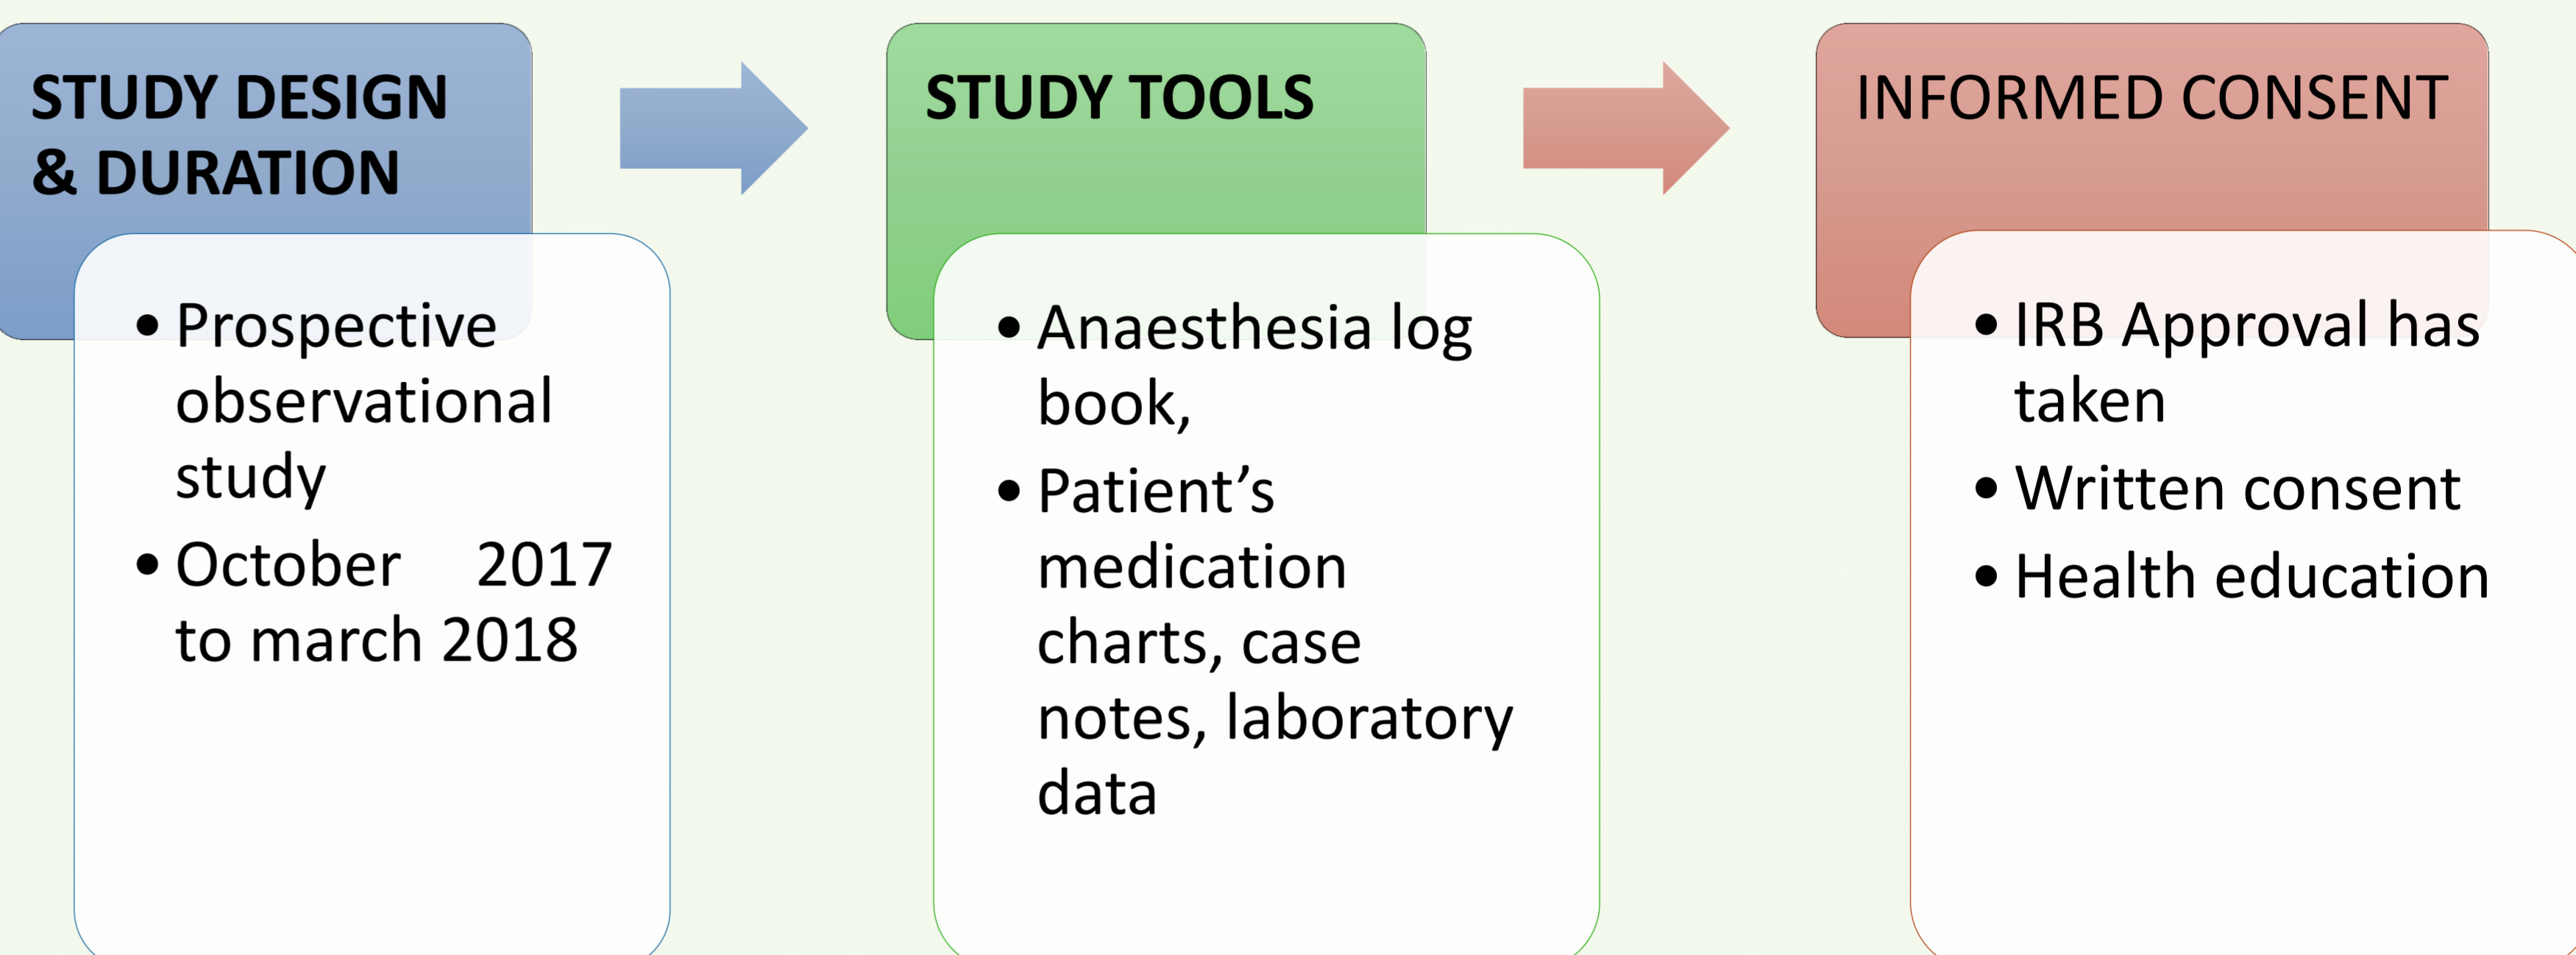 STUDY DESIGN
& DURATION
• Prospective
observational
study
• October 2017
to march 2018
STUDY TOOLS
• Anaesthesia log
book,
• Patient’s
medication
charts, case
notes, laboratory
data
INFORMED CONSENT
• IRB Approval has
taken
• Written consent
• Health education